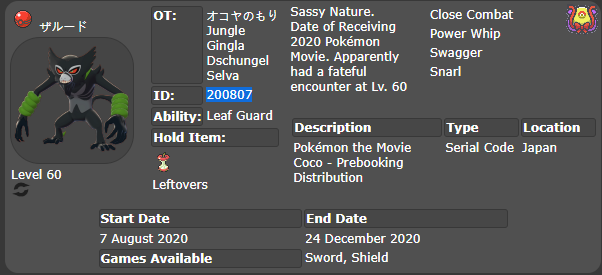 ザルード
Level 60
OT:
オコヤのもり
Jungle
Gingla
Dschungel
Selva
ID:
200807
Ability:
Leaf Guard
Hold Item:
Leftovers
Sassy Nature.
Date of Receiving
2020 Pokémon
Movie. Apparently
had a fateful
encounter at Lv. 60
Close Combat
Power Whip
Swagger
Snarl
Description
Type
Location
Pokémon the Movie
Coco - Prebooking
Distribution
Serial Code
Japan
Start Date
End Date
7 August 2020
24 December 2020
Games Available
Sword, Shield